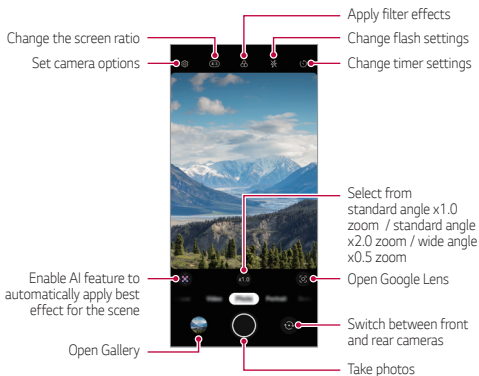 Apply filter effects
Change the screen ratio
Change flash settings
Set camera options
Change timer settings
x1.0
Select from
standard angle x1.0
zoom / standard angle
x2.0 zoom / wide angle
x0.5 zoom
Enable AI feature to
automatically apply best
effect for the scene
Open Google Lens
Video
Photo
Portrait
Switch between front
and rear cameras
Open Gallery
Take photos